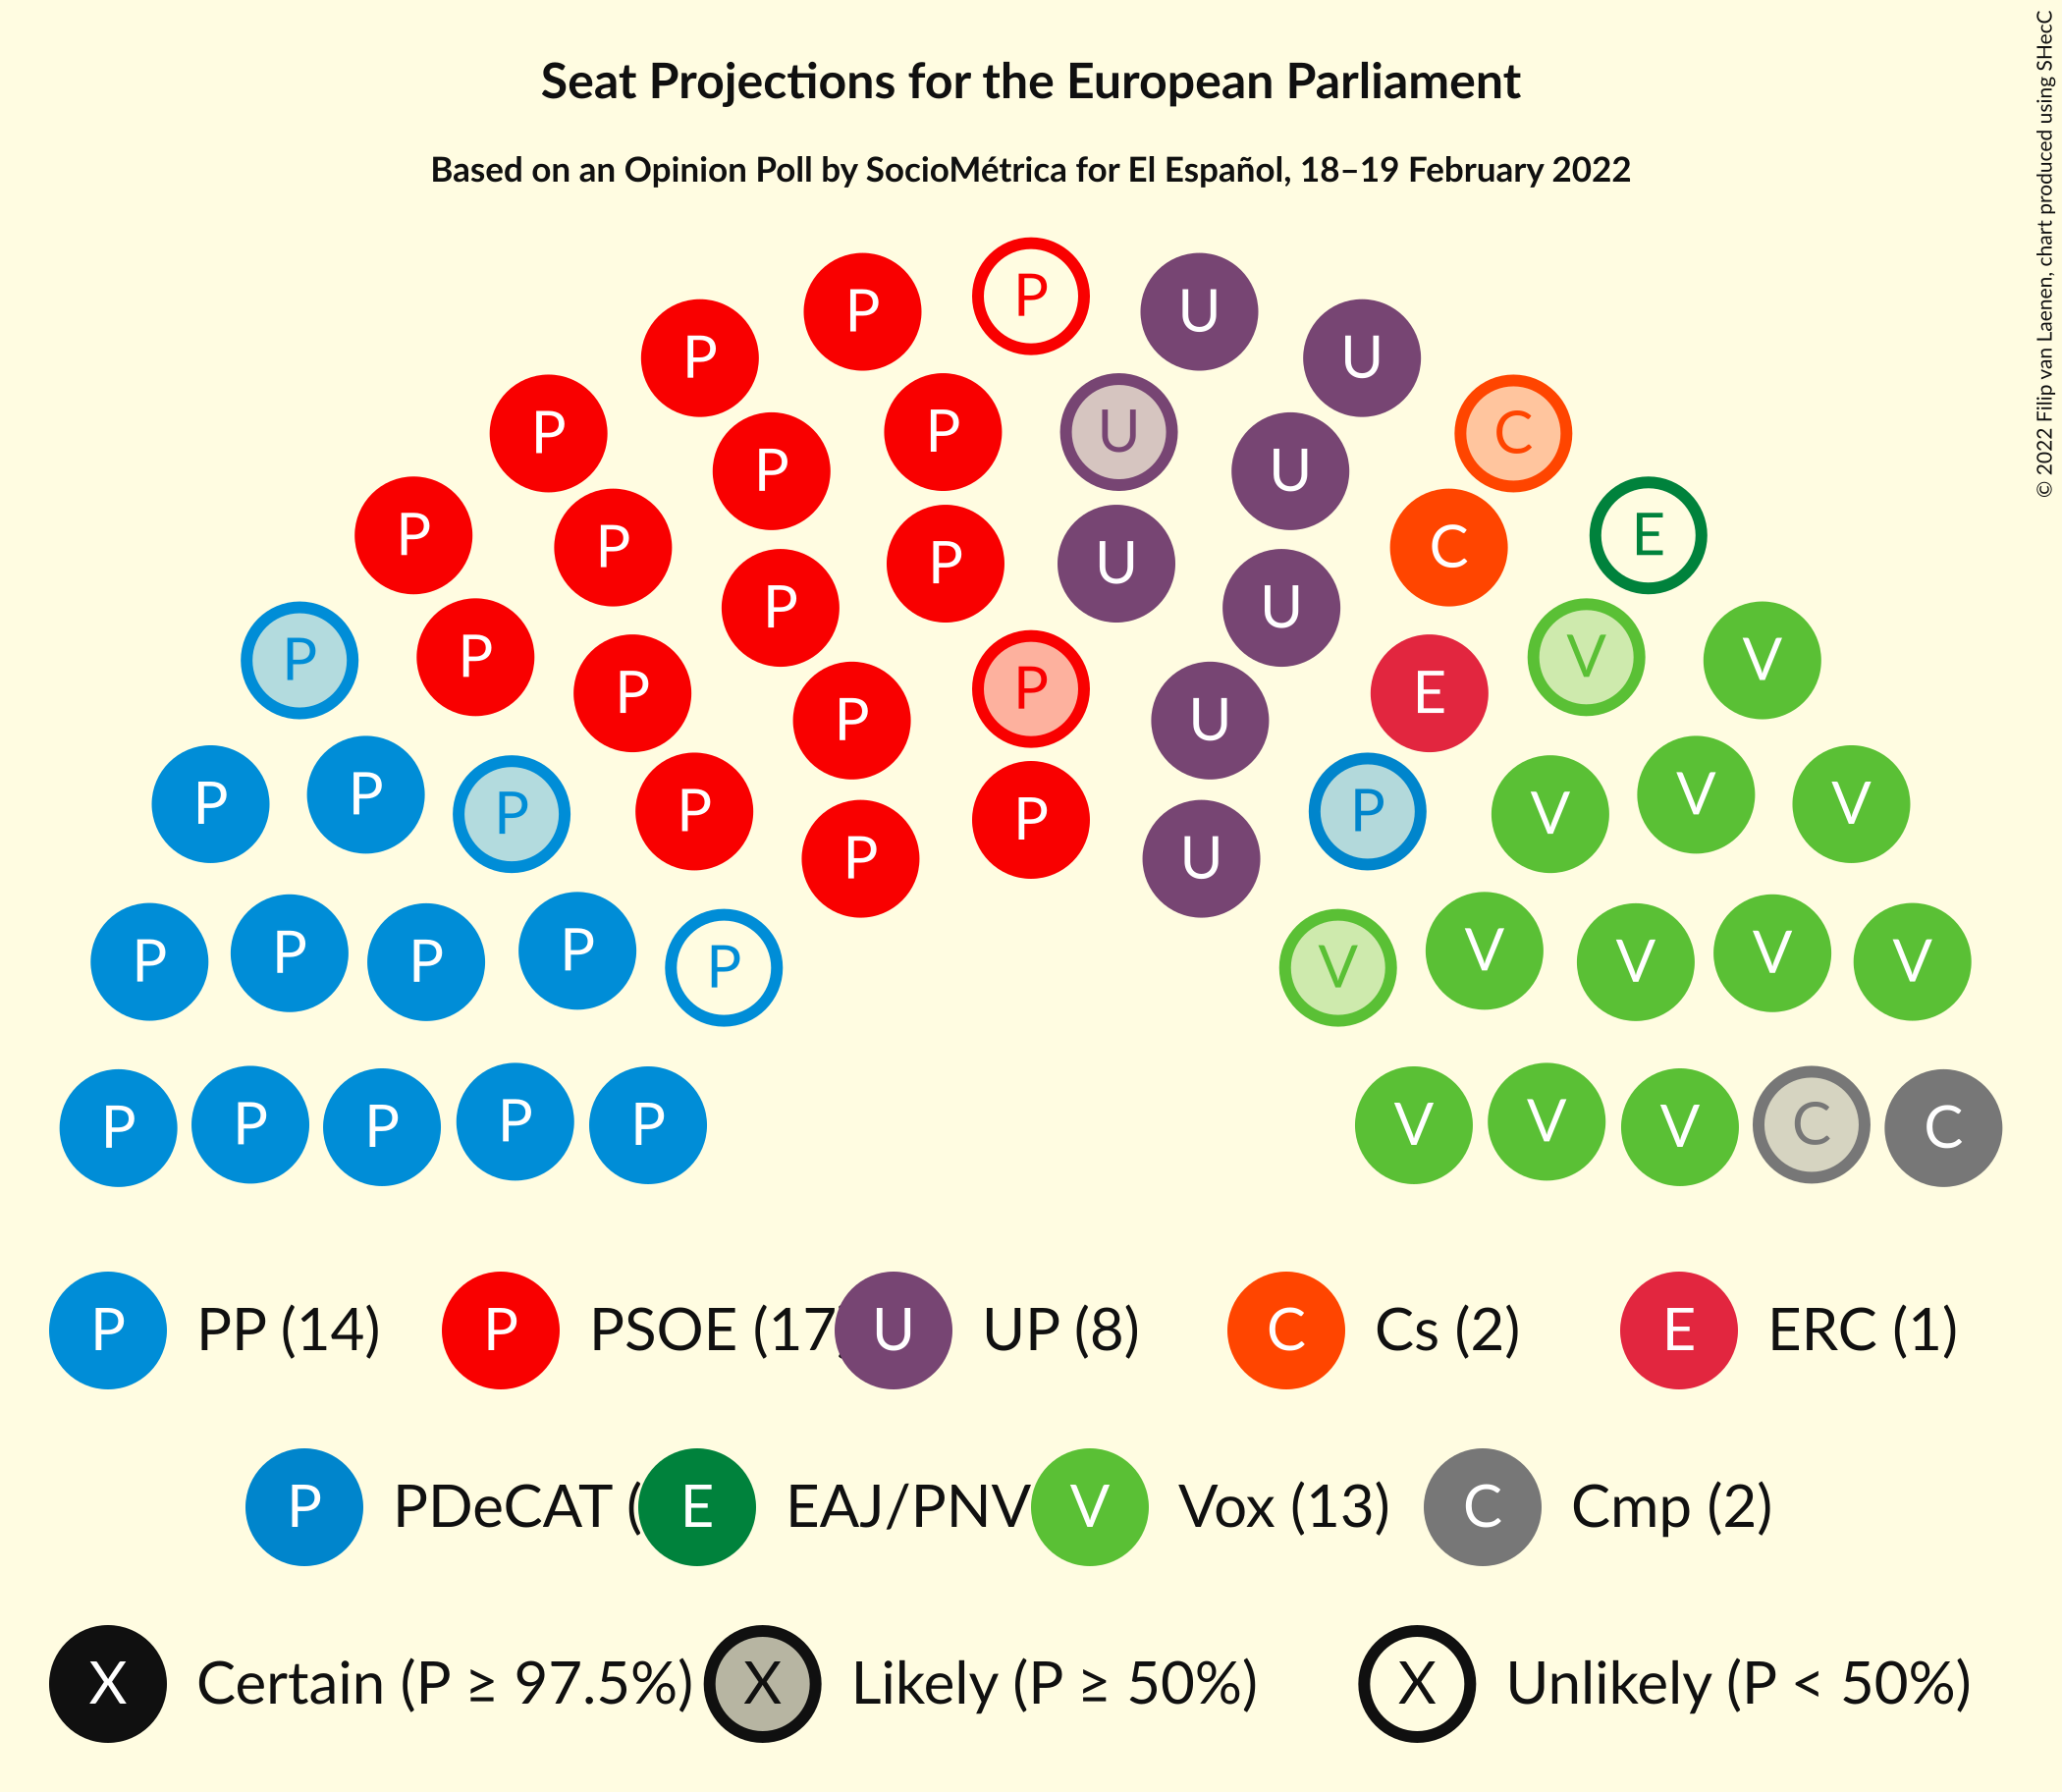 Seat Projections for the European Parliament
Based on an Opinion Poll by SocioMétrica for El Español, 18–19 February 2022
© 2022 Filip van Laenen, chart produced using SHecC
P
P U
P U
P P U C
P U
P P C E
P U
P U
P P V V
P P E
P U
P P P P P P V V V
P U
P P P P P V V V V V
P P P P P V V V C C
P PP (14) P PSOE (17 U UP (8) C Cs (2) E ERC (1)
P PDeCAT ( E EAJ/PNV V Vox (13) C Cmp (2)
X Certain (P ≥ 97.5%) X Likely (P ≥ 50%) X Unlikely (P < 50%)